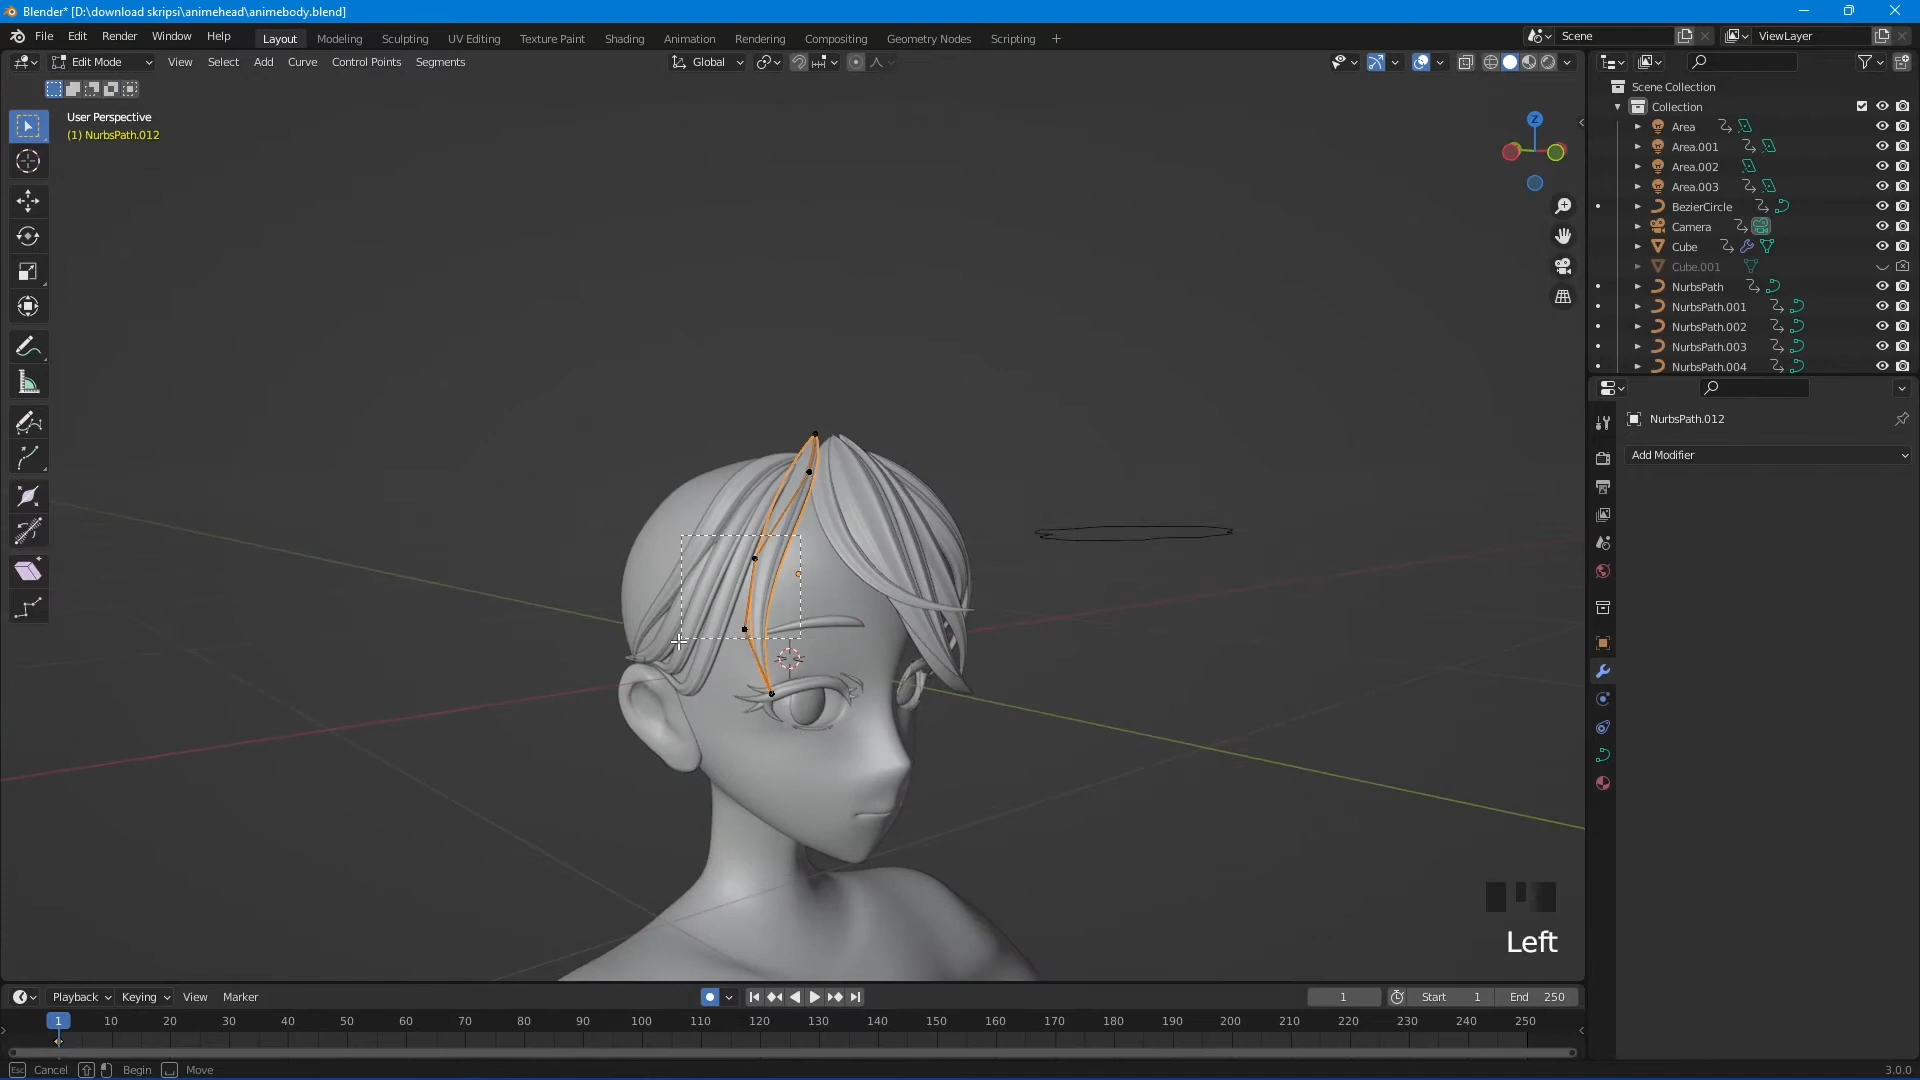 Blender* [D:\download skripsi\animehead\animebody.blend]
File Edit Render Window Help
Layout Modeling Sculpting UV Editing Texture Paint Shading Animation Rendering Compositing Geometry Nodes Scripting
Scene
ViewLayer
Edit Mode View Select Add Curve Control Points Segments
Global
User Perspective
(1) NurbsPath.012
Z
Scene Collection
Collection
Area
Area.001
Area.002
Area.003
BezierCircle
Camera
Cube
Cube.001
NurbsPath
NurbsPath.001
NurbsPath.002
NurbsPath.003
NurbsPath.004
NurbsPath.012
Add Modifier
Left
Playback Keying View Marker
1 Start 1 End 250
1 10 20 30 40 50 60 70 80 90 100 110 120 130 140 150 160 170 180 190 200 210 220 230 240 250
Esc Cancel Begin Move 3.0.0